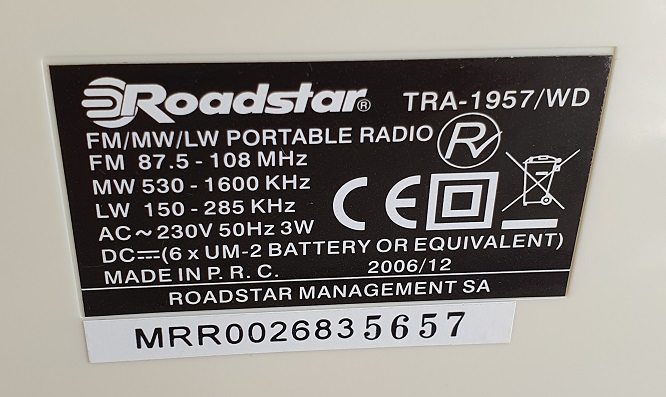 Roadstar® TRA-1957/WD
FM/MW/LW PORTABLE RADIO R
FM 87.5 - 108 MHz
MW 530 - 1600 KHz
LW 150 - 285 KHz CE
AC～230V 50Hz 3W
DC⎓(6 x UM-2 BATTERY OR EQUIVALENT)
MADE IN P. R. C. 2006/12
ROADSTAR MANAGEMENT SA
MRR0026835657